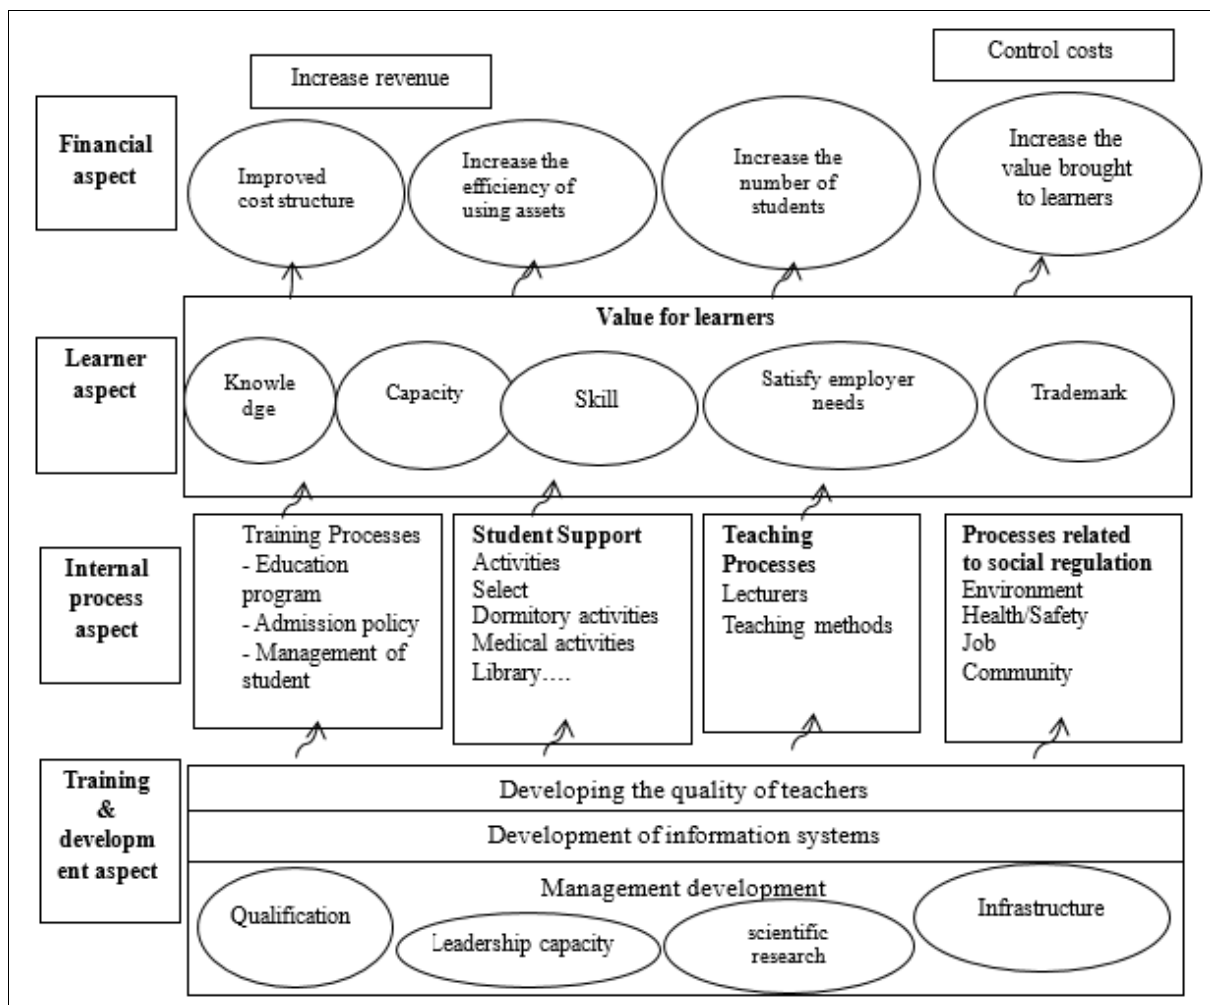 Increase revenue
Control costs
Financial
aspect
Improved
cost structure
Increase the
efficiency of
using assets
Increase the
number of
students
Increase the
value brought
to learners
Learner
aspect
Value for learners
Knowle
dge
Capacity
Skill
Satisfy employer
needs
Trademark
Internal
process
aspect
Training Processes
- Education
program
- Admission policy
- Management of
student
Student Support
Activities
Select
Dormitory activities
Medical activities
Library....
Teaching
Processes
Lecturers
Teaching methods
Processes related
to social regulation
Environment
Health/Safety
Job
Community
Training
&
developm
ent aspect
Developing the quality of teachers
Development of information systems
Management development
Qualification
Leadership capacity
scientific
research
Infrastructure